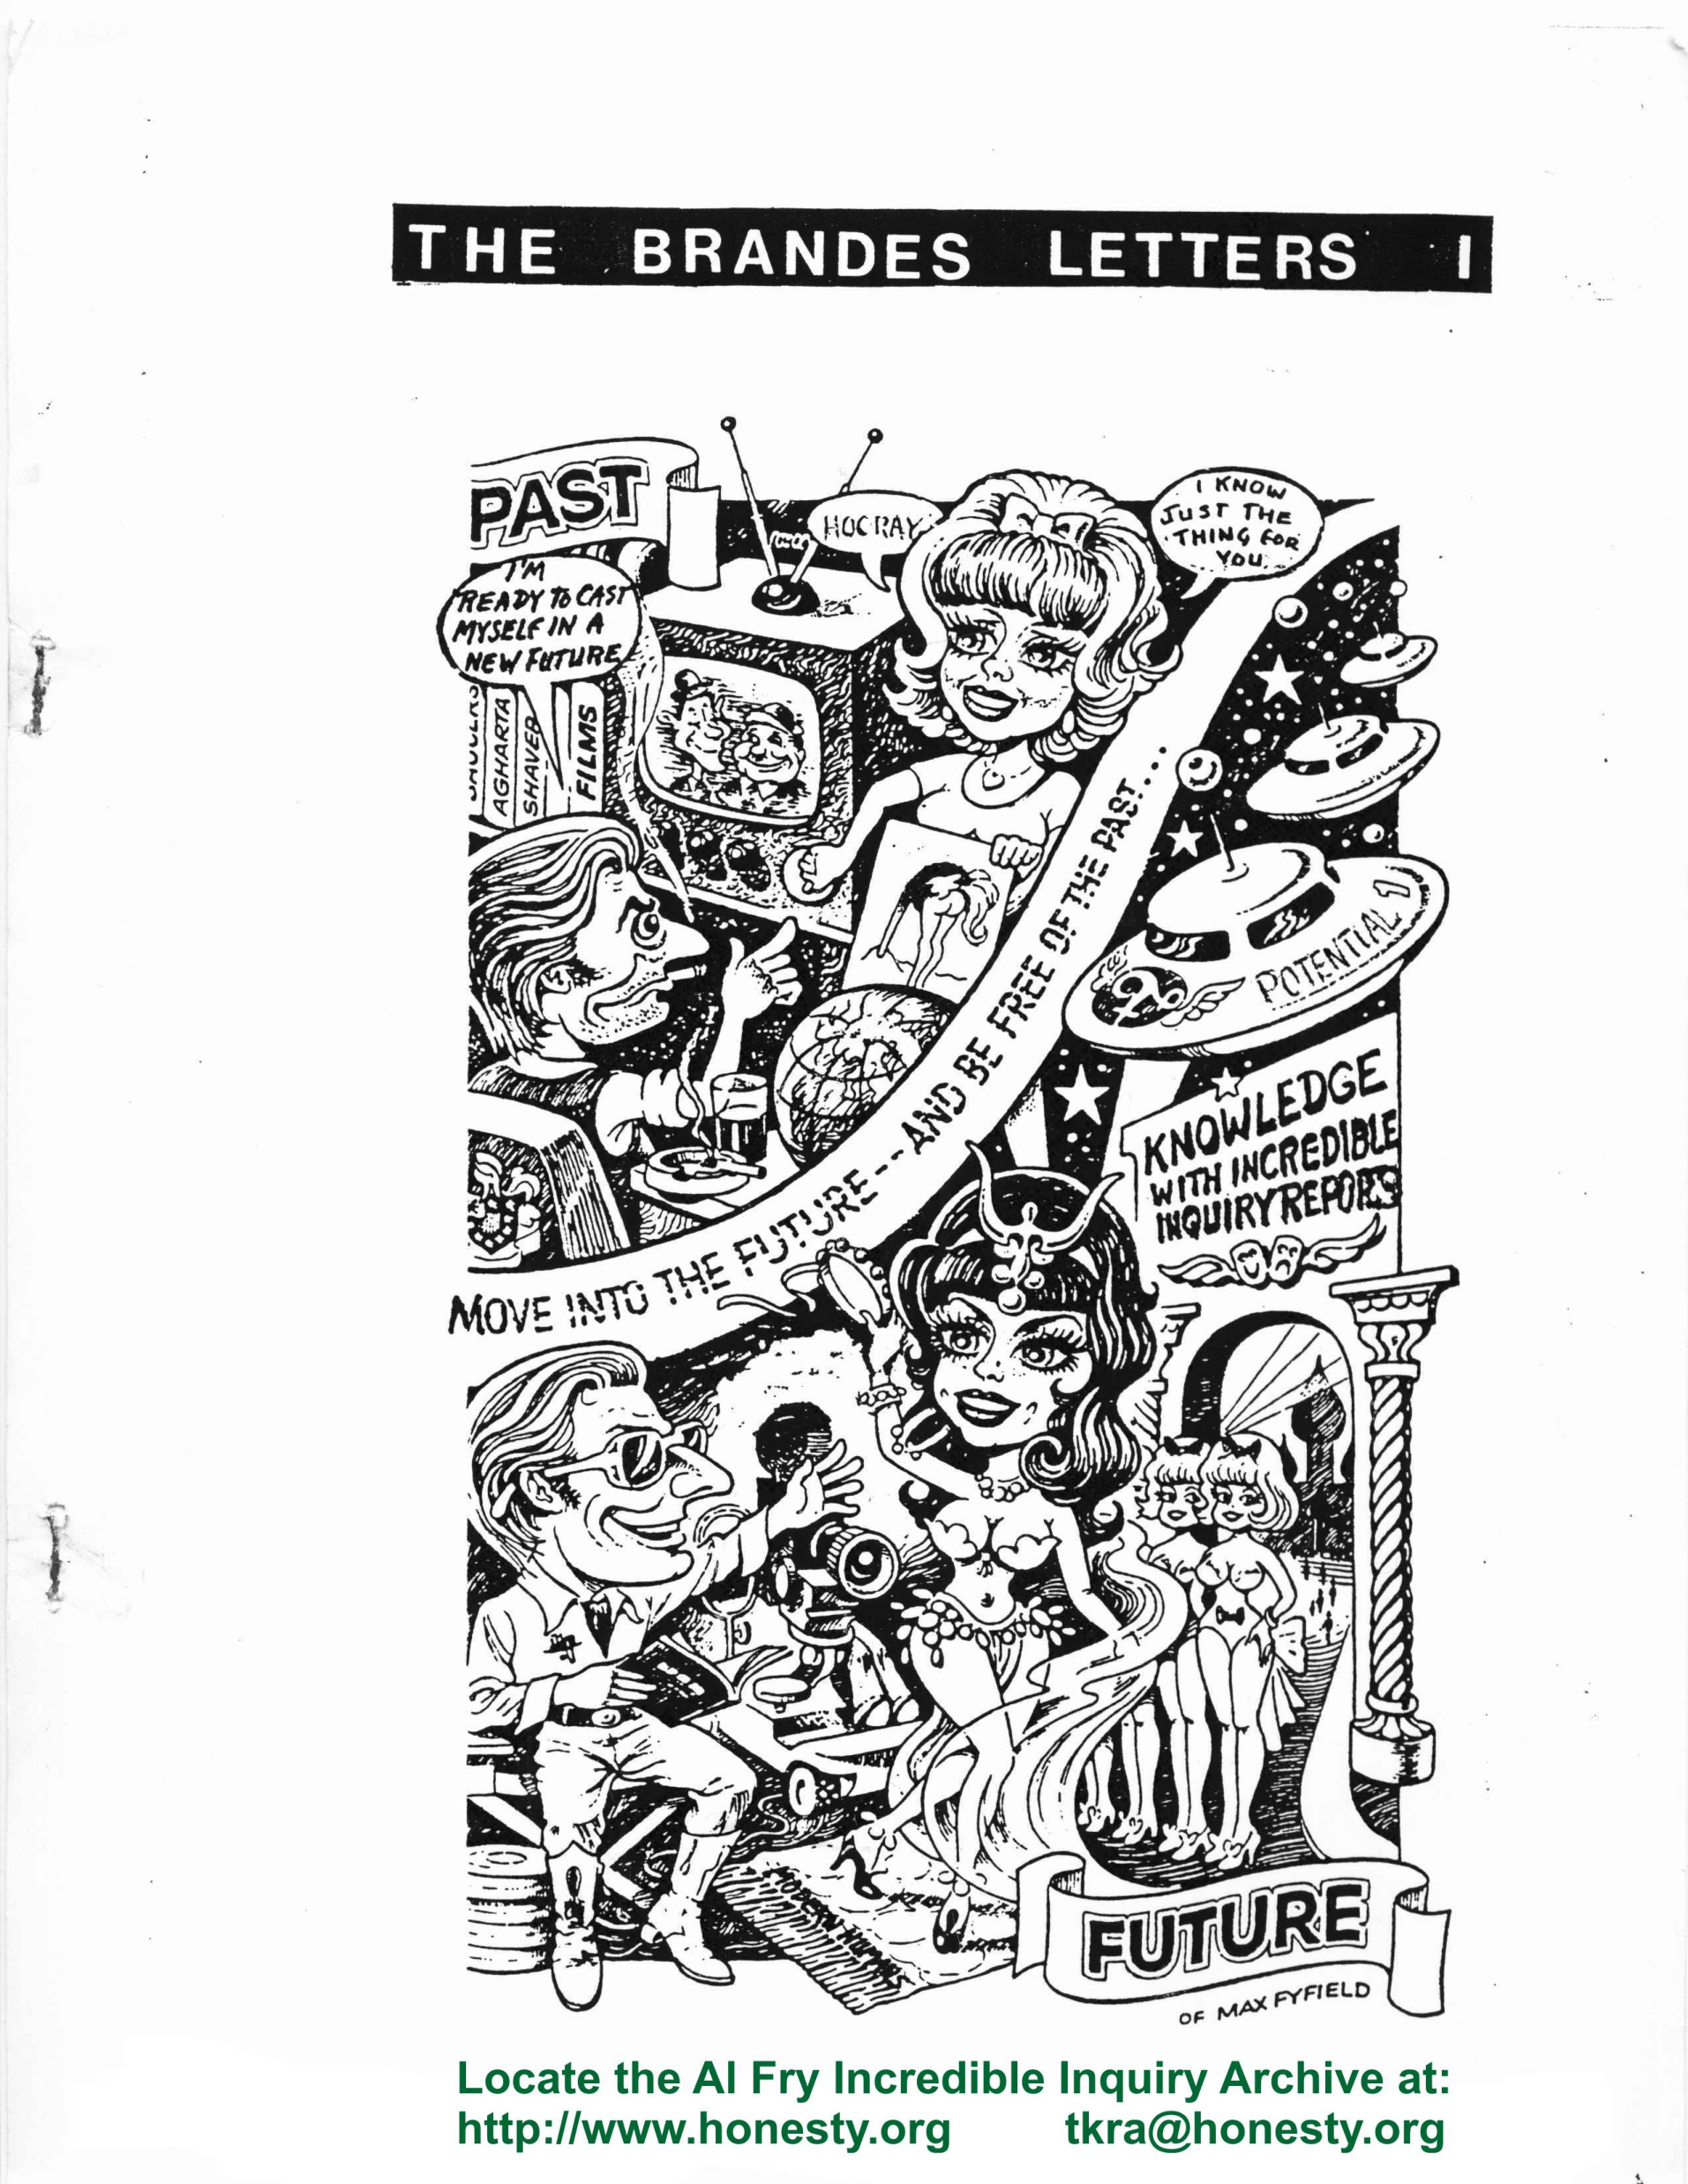 THE BRANDES LETTERS I
PAST
HOCRAY
I KNOW
JUST THE
THING FOR
YOU
I'M
READY TO CAST
MYSELF IN A
NEW FUTURE
AGHARTA
SHAVER
FILMS
MOVE INTO THE FUTURE---AND BE FREE OF THE PAST...
POTENTIAL 1
KNOWLEDGE
WITH INCREDIBLE
INQUIRY REPORTS
FUTURE
OF MAX FYFIELD
Locate the Al Fry Incredible Inquiry Archive at:
http://www.honesty.org tkra@honesty.org